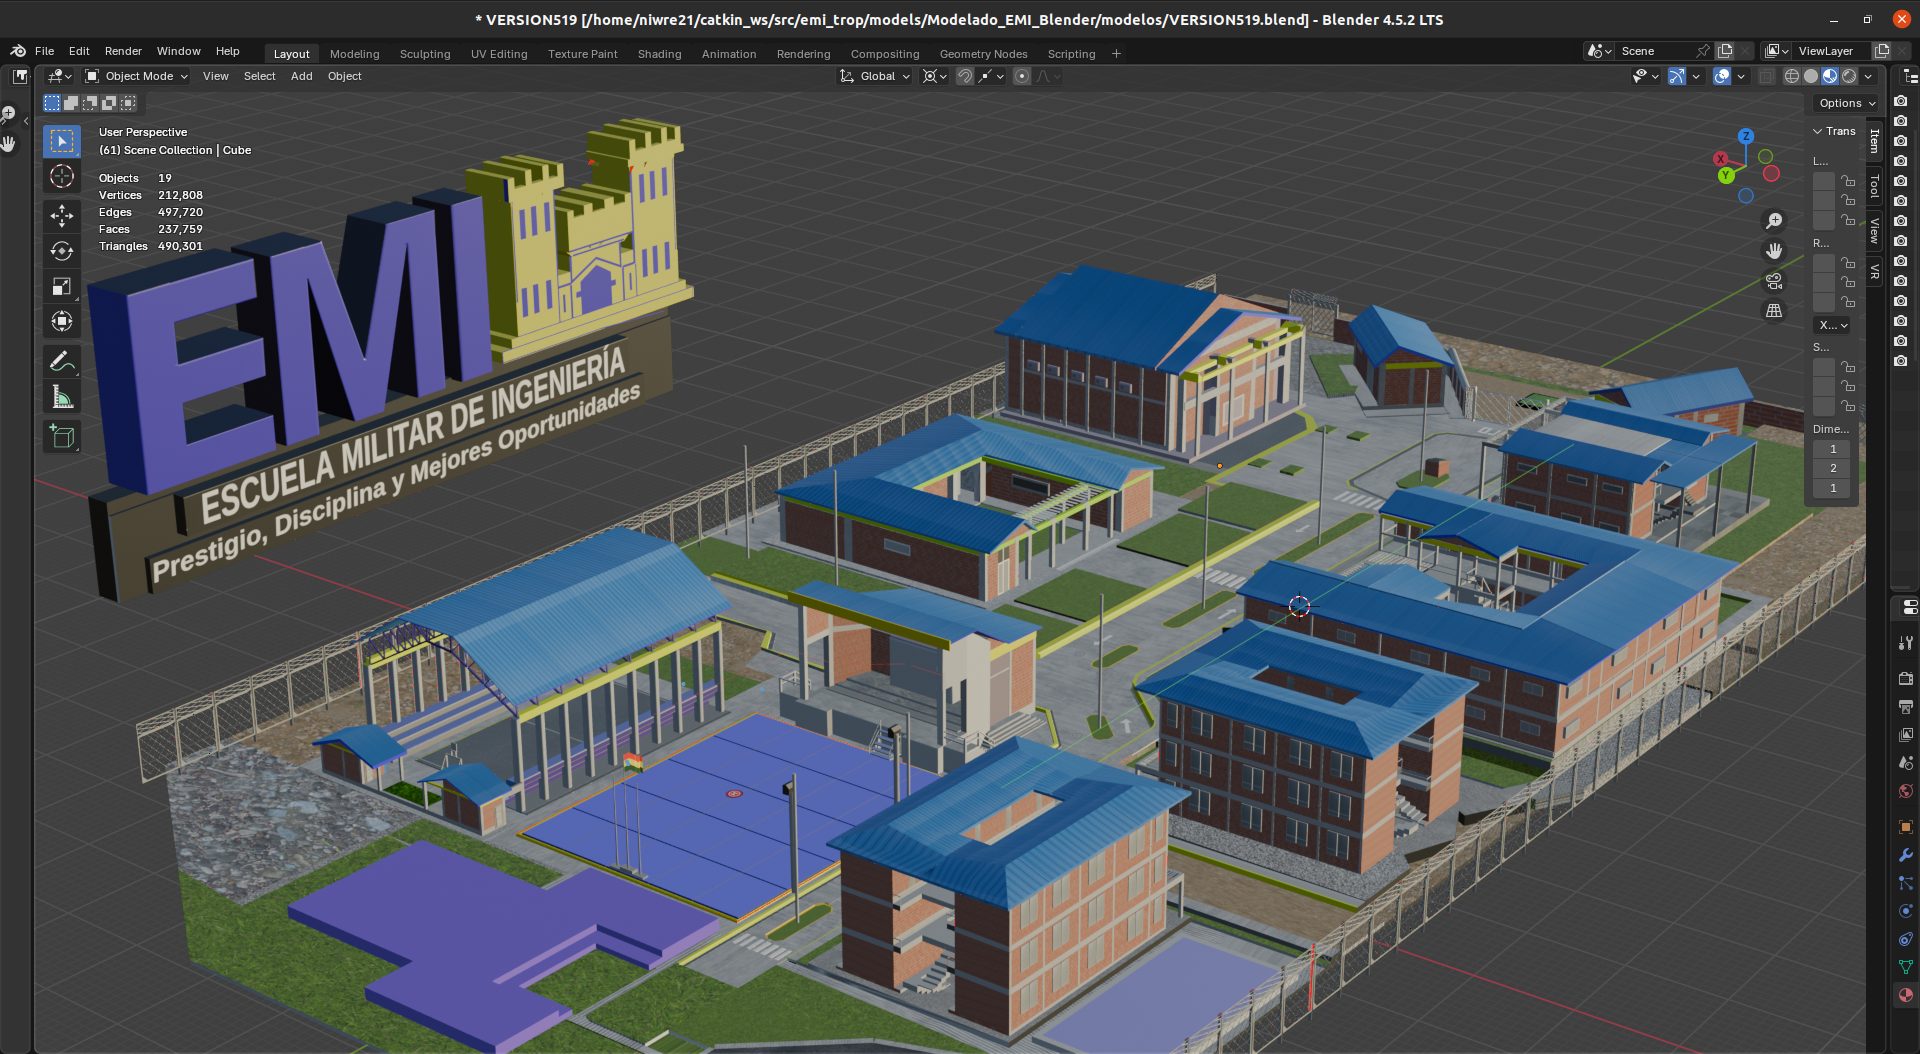 * VERSION519 [/home/niwre21/catkin_ws/src/emi_trop/models/Modelado_EMI_Blender/modelos/VERSION519.blend] - Blender 4.5.2 LTS
File Edit Render Window Help Layout Modeling Sculpting UV Editing Texture Paint Shading Animation Rendering Compositing Geometry Nodes Scripting + Scene ViewLayer
Object Mode View Select Add Object Global
Options
User Perspective
(61) Scene Collection | Cube
Objects 19
Vertices 212,808
Edges 497,720
Faces 237,759
Triangles 490,301
Z
X
Y
Item
Tool
View
VR
Trans
L...
R...
X...
S...
Dime...
1
2
1
EMI
ESCUELA MILITAR DE INGENIERÍA
Prestigio, Disciplina y Mejores Oportunidades